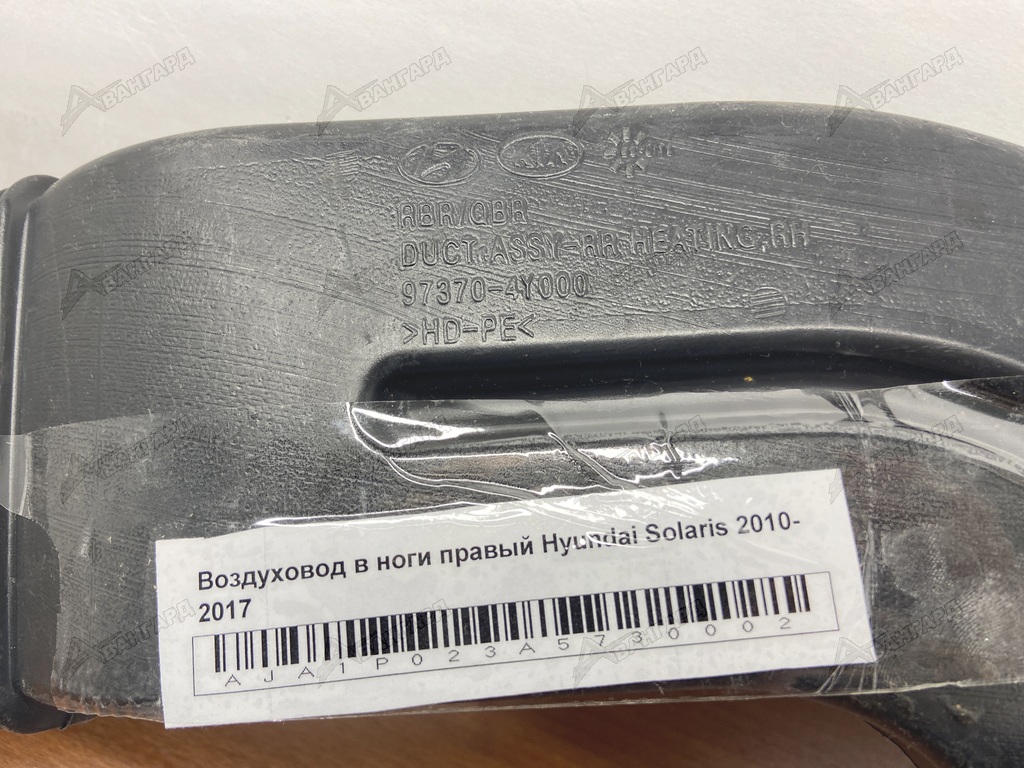 KIA
RBR/QBR
DUCT ASSY-RR HEATING,RH
97370-4Y000
>HD-PE<
Воздуховод в ноги правый Hyundai Solaris 2010-
2017
AJA1P023A5730002
АВАНГАРД